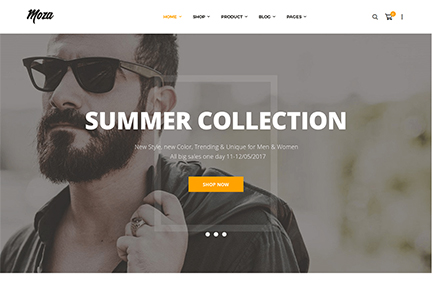 Moza
HOME SHOP PRODUCT BLOG PAGES
0
SUMMER COLLECTION
New Style, new Color, Trending & Unique for Men & Women
All big sales one day 11-12/05/2017
SHOP NOW